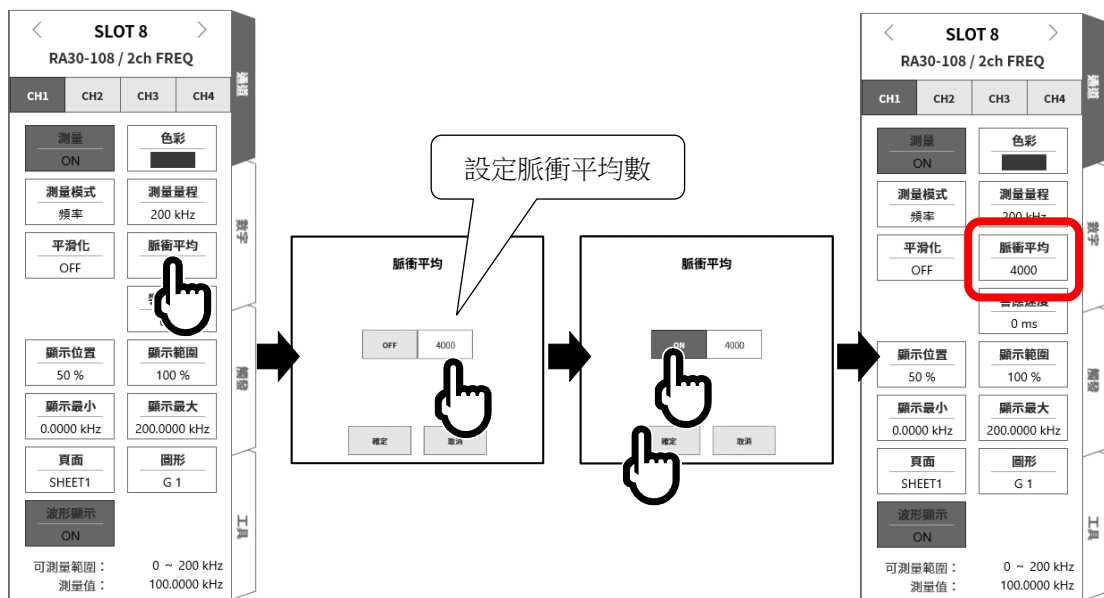 SLOT 8
RA30-108 / 2ch FREQ
CH1 CH2 CH3 CH4
通道
測量 色彩
ON
測量模式 測量量程
頻率 200 kHz
數字
平滑化 脈衝平均
OFF
顯示位置 顯示範圍
50 % 100 %
觸發
顯示最小 顯示最大
0.0000 kHz 200.0000 kHz
頁面 圖形
SHEET1 G 1
波形顯示
ON
工具
可測量範圍： 0 ~ 200 kHz
測量值： 100.0000 kHz
設定脈衝平均數
脈衝平均
OFF 4000
確定 取消
脈衝平均
ON 4000
確定 取消
SLOT 8
RA30-108 / 2ch FREQ
CH1 CH2 CH3 CH4
通道
測量 色彩
ON
測量模式 測量量程
頻率 200 kHz
數字
平滑化 脈衝平均
OFF 4000
響應速度
0 ms
顯示位置 顯示範圍
50 % 100 %
觸發
顯示最小 顯示最大
0.0000 kHz 200.0000 kHz
頁面 圖形
SHEET1 G 1
波形顯示
ON
工具
可測量範圍： 0 ~ 200 kHz
測量值： 100.0000 kHz